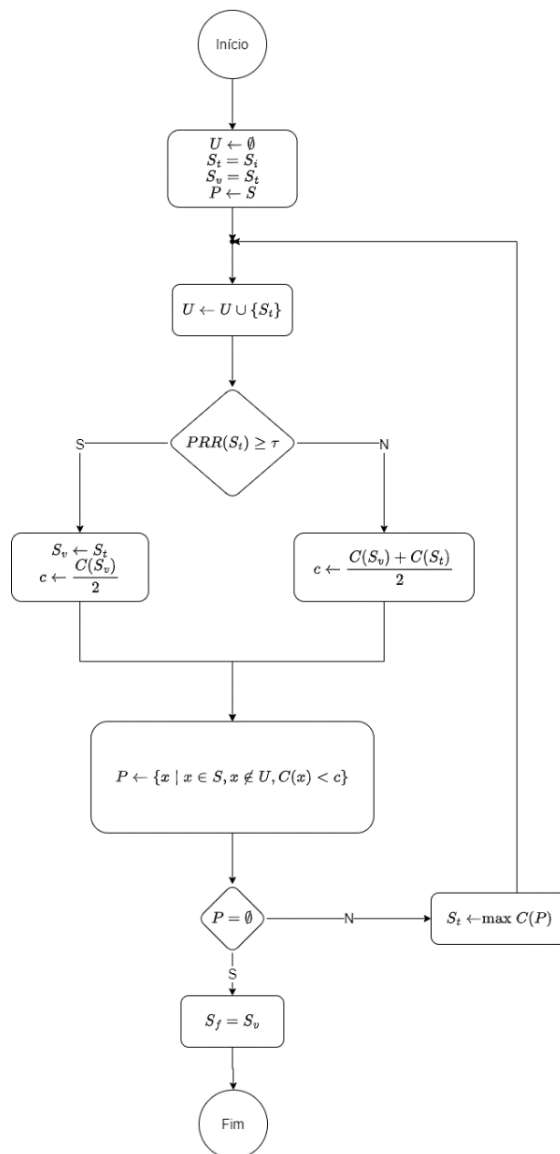 Início
U ← ∅
S_t = S_i
S_v = S_t
P ← S
U ← U ∪ {S_t}
PRR(S_t) ≥ τ
S
N
S_v ← S_t
c ← C(S_v)/2
c ← (C(S_v) + C(S_t))/2
P ← {x | x ∈ S, x ∉ U, C(x) < c}
P = ∅
N
S_t ← max C(P)
S
S_f = S_v
Fim